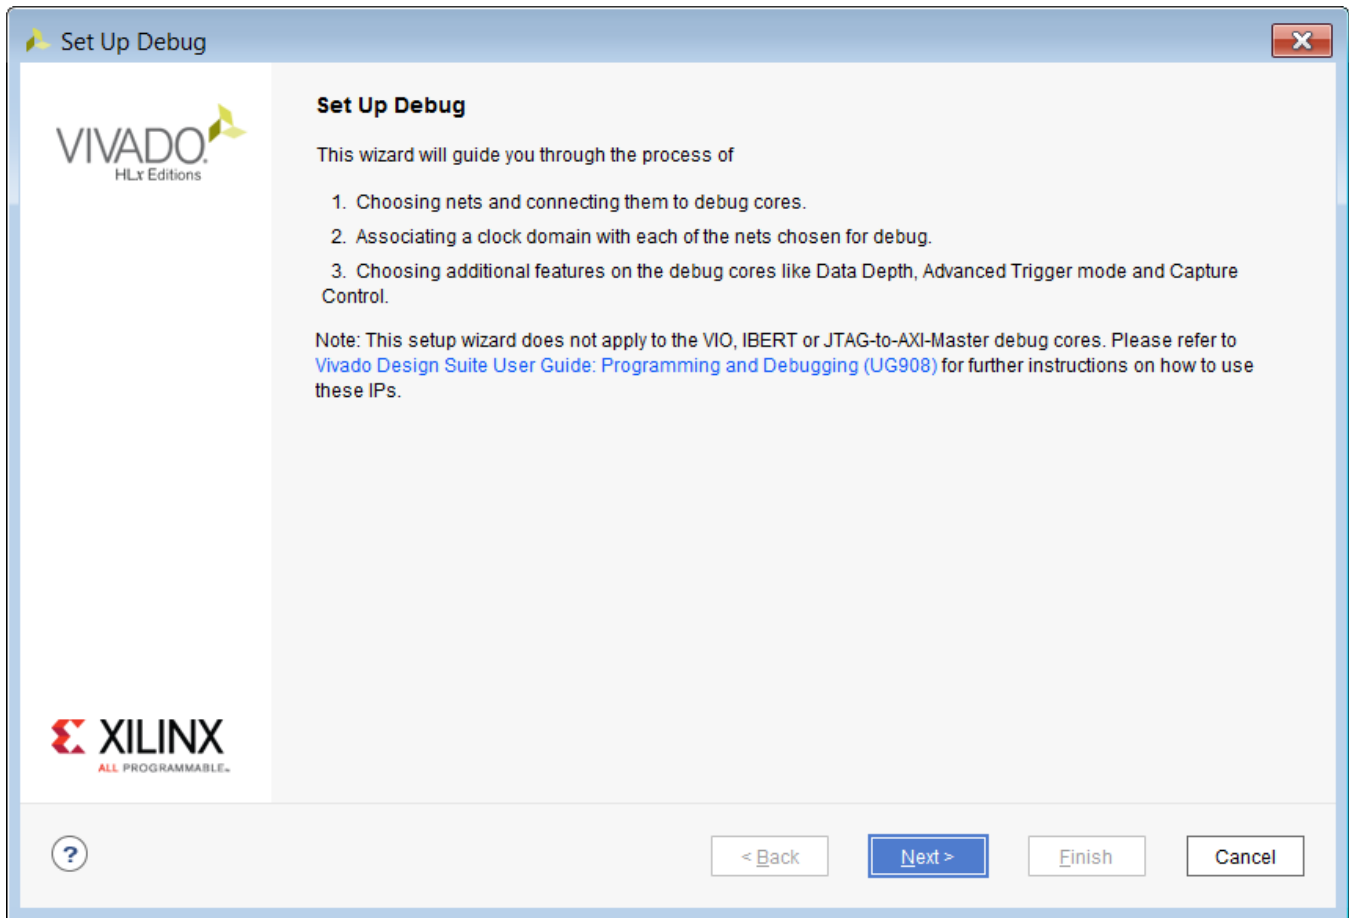 Set Up Debug
VIVADO.
HLx Editions
Set Up Debug
This wizard will guide you through the process of
1. Choosing nets and connecting them to debug cores.
2. Associating a clock domain with each of the nets chosen for debug.
3. Choosing additional features on the debug cores like Data Depth, Advanced Trigger mode and Capture
Control.
Note: This setup wizard does not apply to the VIO, IBERT or JTAG-to-AXI-Master debug cores. Please refer to
Vivado Design Suite User Guide: Programming and Debugging (UG908) for further instructions on how to use
these IPs.
XILINX
ALL PROGRAMMABLE™
? < Back Next > Finish Cancel